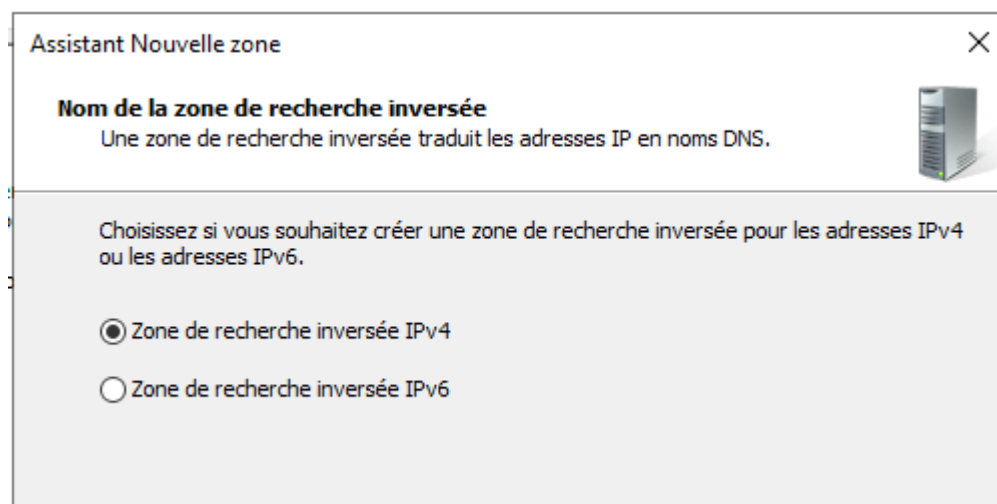 Assistant Nouvelle zone
Nom de la zone de recherche inversée
Une zone de recherche inversée traduit les adresses IP en noms DNS.
Choisissez si vous souhaitez créer une zone de recherche inversée pour les adresses IPv4
ou les adresses IPv6.
Zone de recherche inversée IPv4
Zone de recherche inversée IPv6